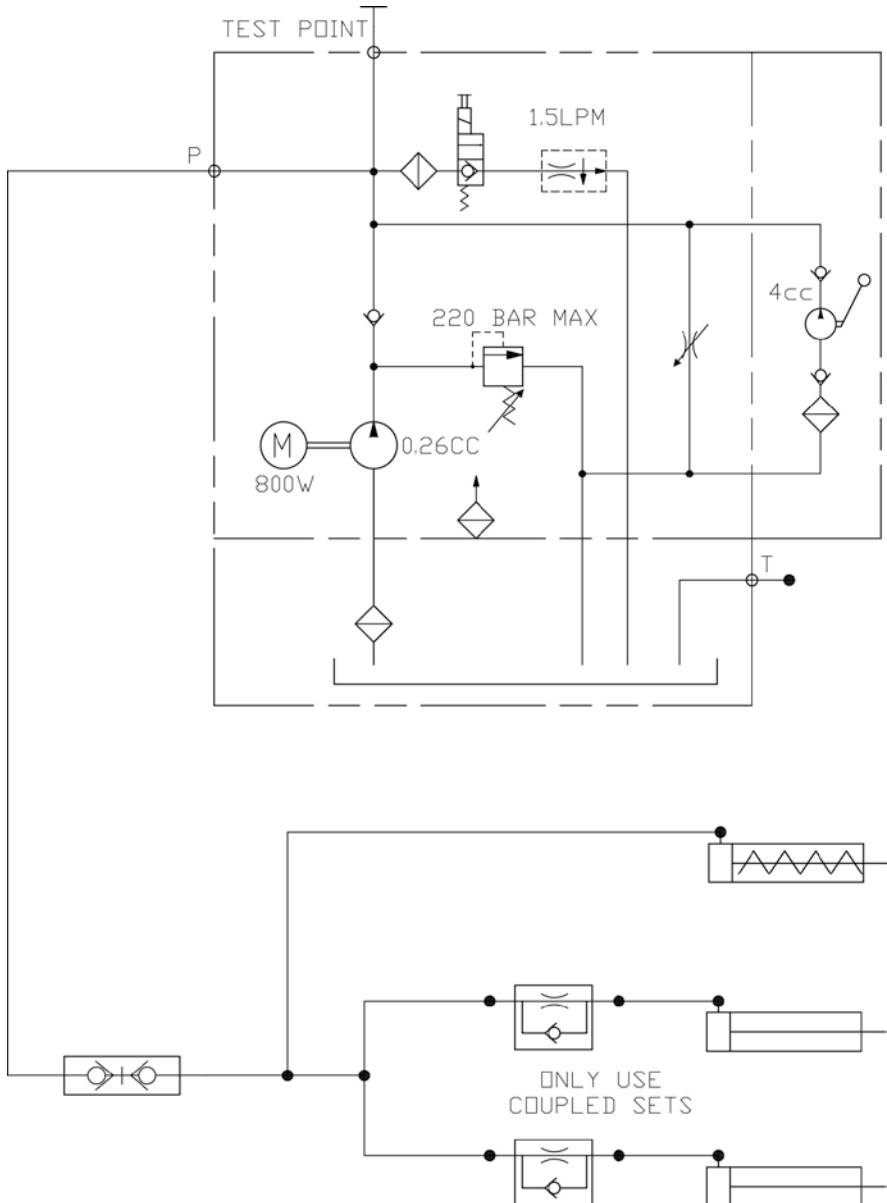 TEST POINT
1.5LPM
P
4cc
220 BAR MAX
M
0.26CC
800W
T
ONLY USE
COUPLED SETS